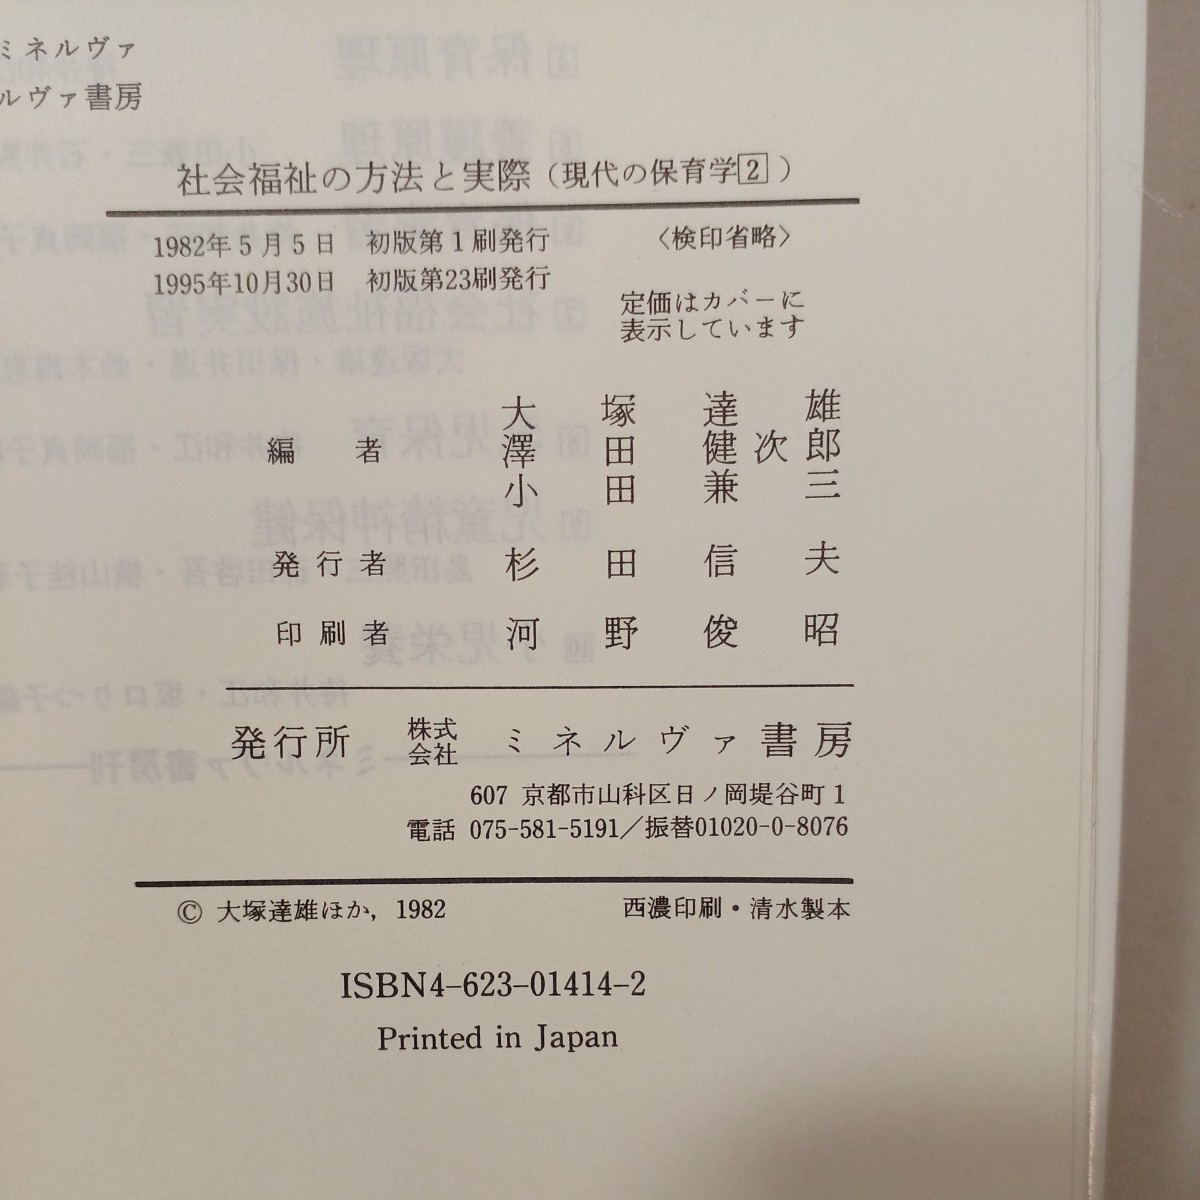 ミネルヴァ
ルヴァ書房
社会福祉の方法と実際(現代の保育学2)
1982年5月5日 初版第1刷発行 〈検印省略〉
1995年10月30日 初版第23刷発行
定価はカバーに
表示しています
編者
大塚達雄
澤田健次郎
小田兼三
発行者 杉田信夫
印刷者 河野俊昭
発行所 株式会社 ミネルヴァ書房
607 京都市山科区日ノ岡堤谷町1
電話 075-581-5191/振替01020-0-8076
© 大塚達雄ほか, 1982 西濃印刷・清水製本
ISBN4-623-01414-2
Printed in Japan